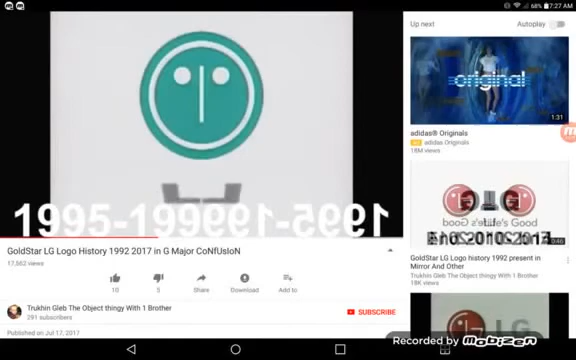 68% 7:27 AM
Up next Autoplay
original
1:31
adidas® Originals
Ad adidas Originals
18M views
1995-1999
GoldStar LG Logo History 1992 2017 in G Major CoNfUsIoN
17,562 views
10
5
Share
Download
Add to
Trukhin Gleb The Object thingy With 1 Brother
291 subscribers
SUBSCRIBE
Published on Jul 17, 2017
0:46
GoldStar LG Logo history 1992 present in
Mirror And Other
Trukhin Gleb The Object thingy With 1 Brother
18K views
LG
Recorded by Mobizen